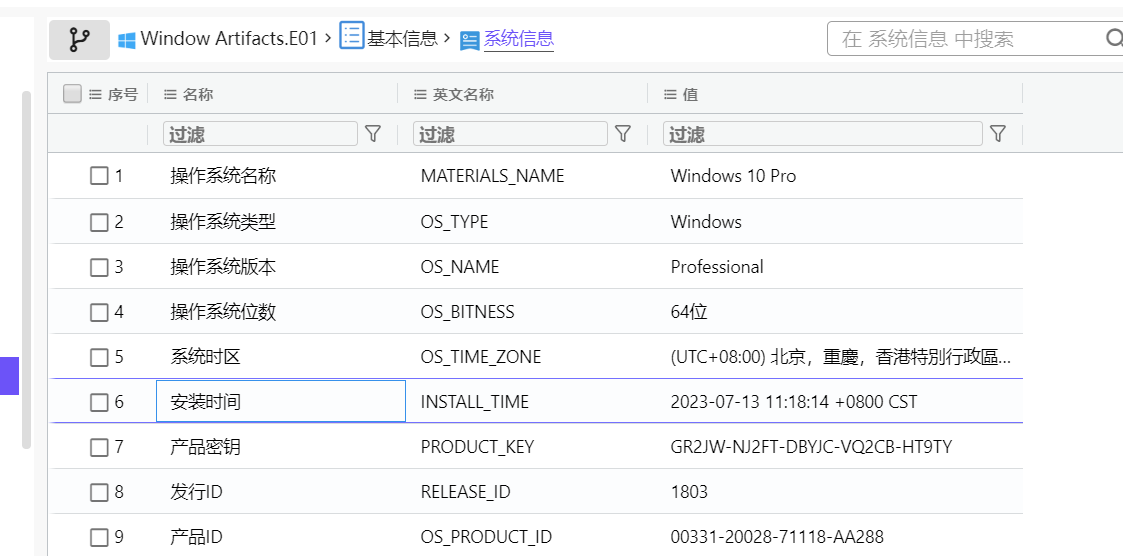 Window Artifacts.E01 › 基本信息 › 系统信息 在 系统信息 中搜索
序号 名称 英文名称 值
过滤 过滤 过滤
1 操作系统名称 MATERIALS_NAME Windows 10 Pro
2 操作系统类型 OS_TYPE Windows
3 操作系统版本 OS_NAME Professional
4 操作系统位数 OS_BITNESS 64位
5 系统时区 OS_TIME_ZONE (UTC+08:00) 北京，重慶，香港特別行政區...
6 安装时间 INSTALL_TIME 2023-07-13 11:18:14 +0800 CST
7 产品密钥 PRODUCT_KEY GR2JW-NJ2FT-DBYJC-VQ2CB-HT9TY
8 发行ID RELEASE_ID 1803
9 产品ID OS_PRODUCT_ID 00331-20028-71118-AA288